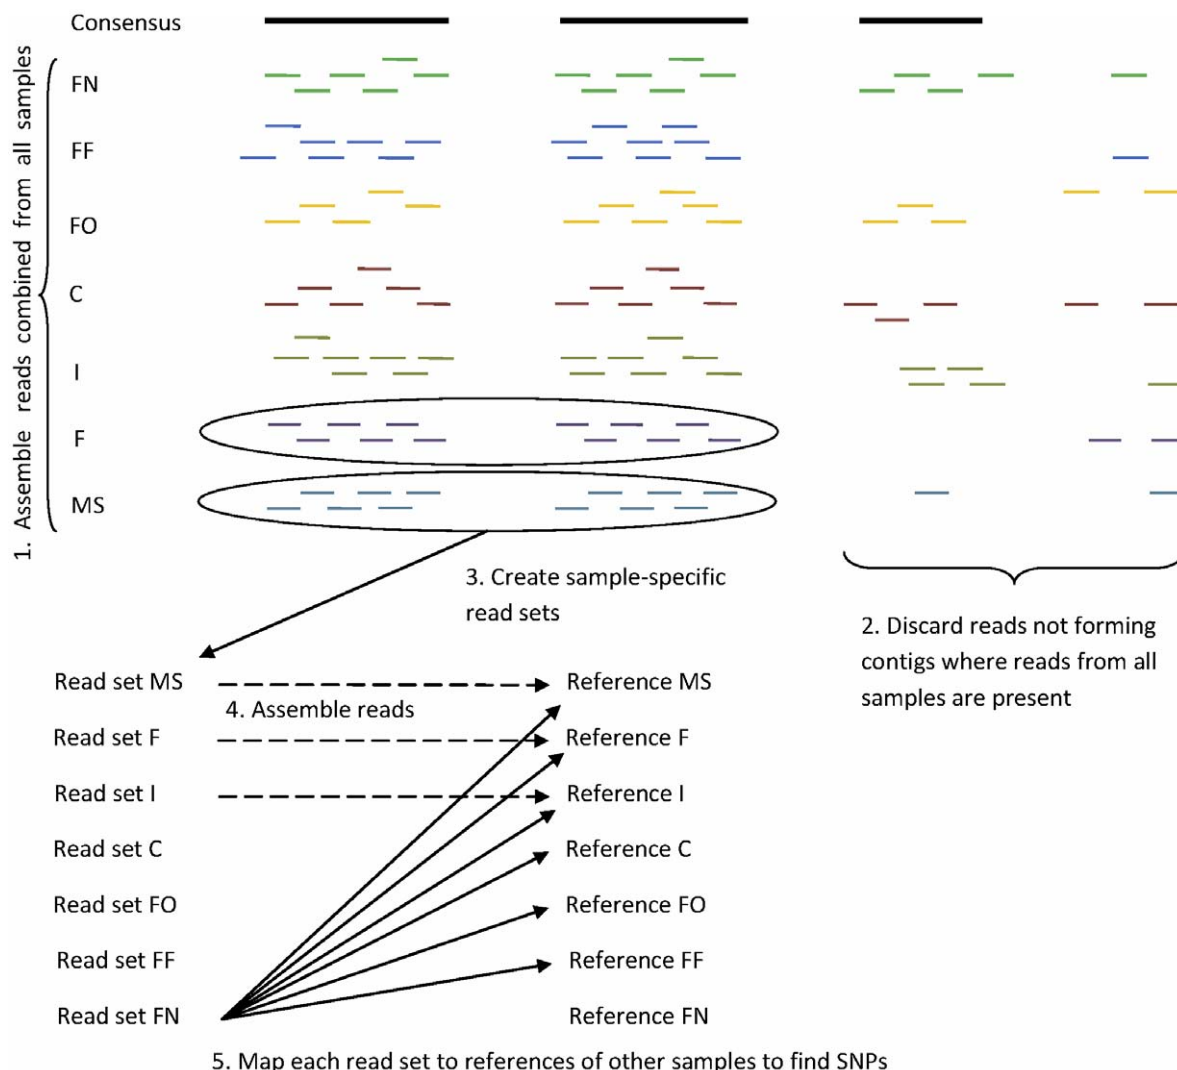 Consensus
1. Assemble reads combined from all samples
FN
FF
FO
C
I
F
MS
3. Create sample-specific
read sets
2. Discard reads not forming
contigs where reads from all
samples are present
Read set MS
Reference MS
4. Assemble reads
Read set F
Reference F
Read set I
Reference I
Read set C
Reference C
Read set FO
Reference FO
Read set FF
Reference FF
Read set FN
Reference FN
5. Map each read set to references of other samples to find SNPs